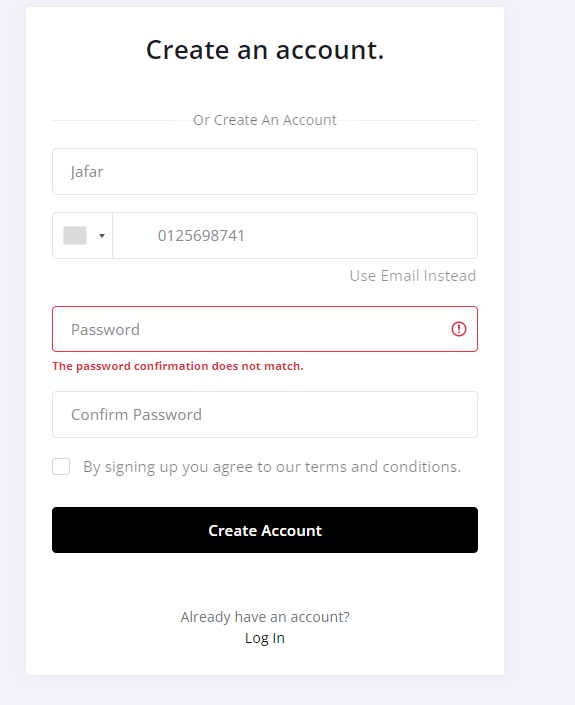 Create an account.
Or Create An Account
Jafar
0125698741
Use Email Instead
Password
The password confirmation does not match.
Confirm Password
By signing up you agree to our terms and conditions.
Create Account
Already have an account?
Log In